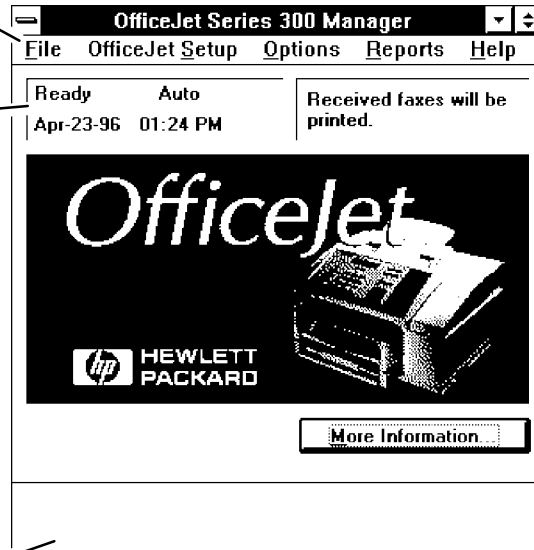 OfficeJet Series 300 Manager
File OfficeJet Setup Options Reports Help
Ready Auto
Apr-23-96 01:24 PM
Received faxes will be
printed.
OfficeJet
hp HEWLETT
PACKARD
More Information...